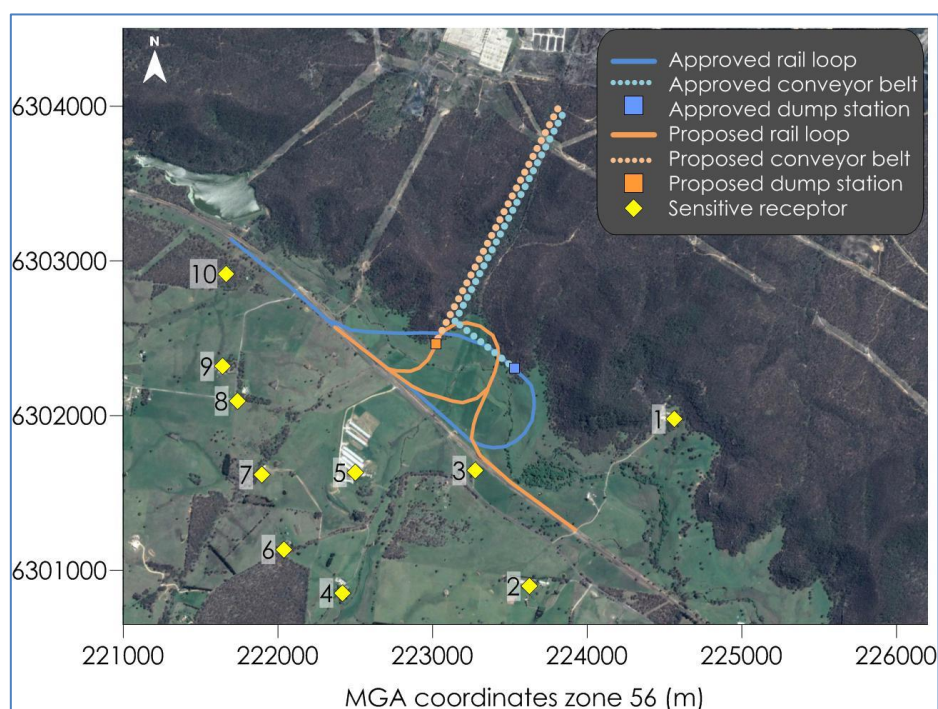 N
Approved rail loop
Approved conveyor belt
Approved dump station
Proposed rail loop
Proposed conveyor belt
Proposed dump station
Sensitive receptor
6304000
6303000
6302000
6301000
10
9
8
1
7
5
3
6
4
2
221000 222000 223000 224000 225000 226000
MGA coordinates zone 56 (m)